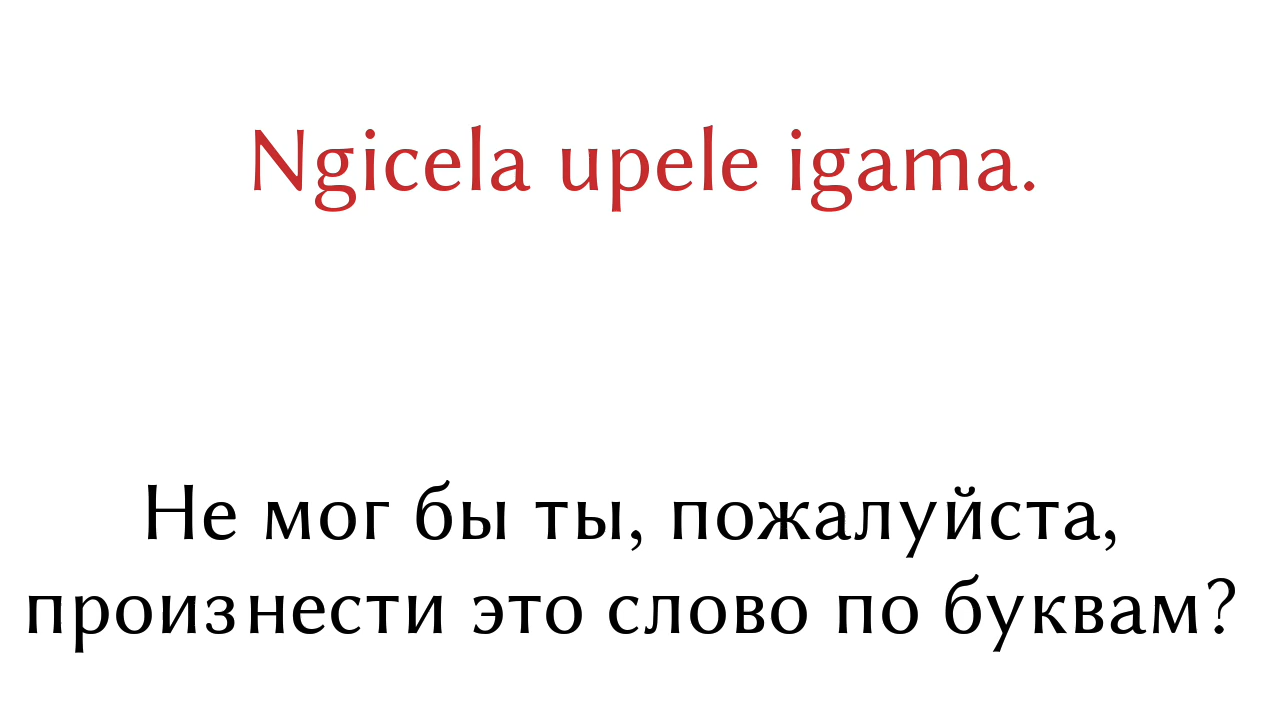 Ngicela upele igama.
Не мог бы ты, пожалуйста,
произнести это слово по буквам?